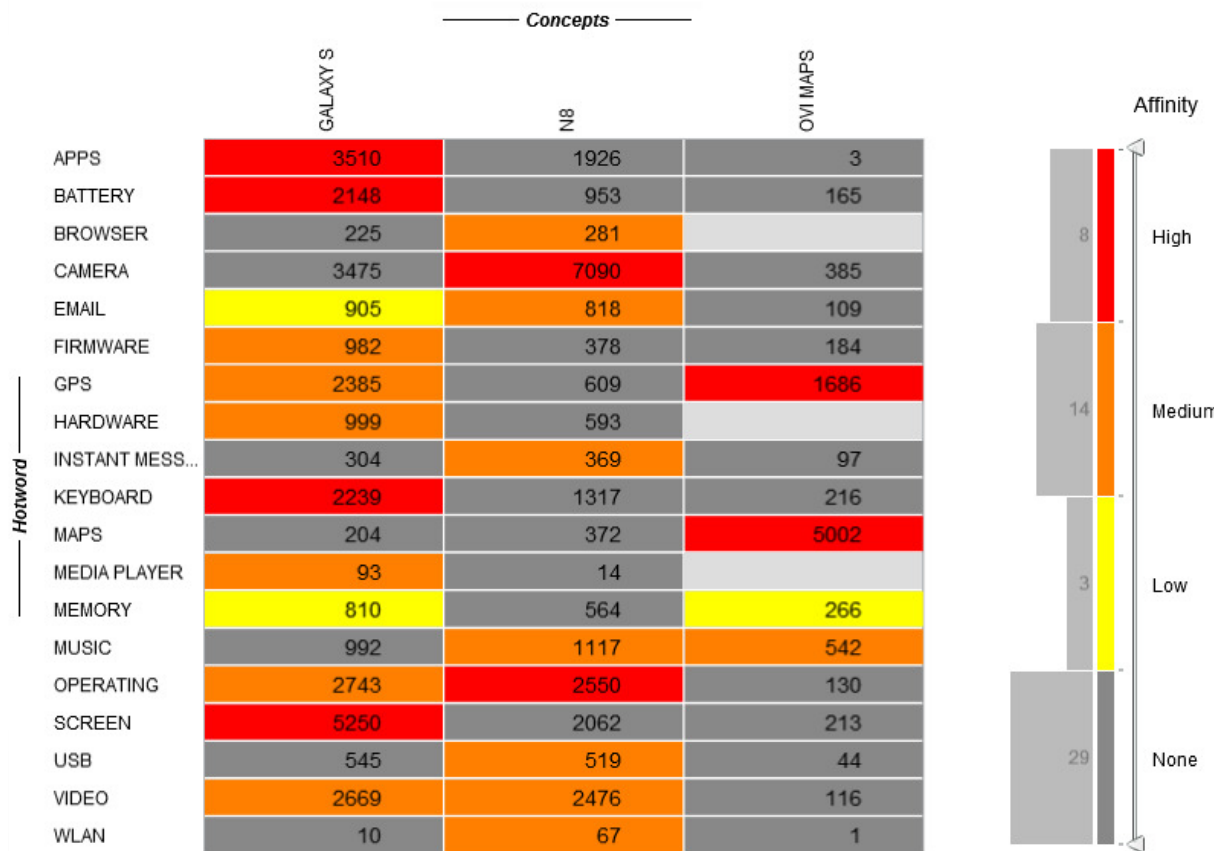 Concepts
GALAXY S N8 OVI MAPS
Affinity
APPS 3510 1926 3
BATTERY 2148 953 165
BROWSER 225 281
8 High
CAMERA 3475 7090 385
EMAIL 905 818 109
FIRMWARE 982 378 184
GPS 2385 609 1686
HARDWARE 999 593
14 Medium
INSTANT MESS... 304 369 97
KEYBOARD 2239 1317 216
Hotword
MAPS 204 372 5002
MEDIA PLAYER 93 14
3 Low
MEMORY 810 564 266
MUSIC 992 1117 542
OPERATING 2743 2550 130
SCREEN 5250 2062 213
USB 545 519 44
29 None
VIDEO 2669 2476 116
WLAN 10 67 1